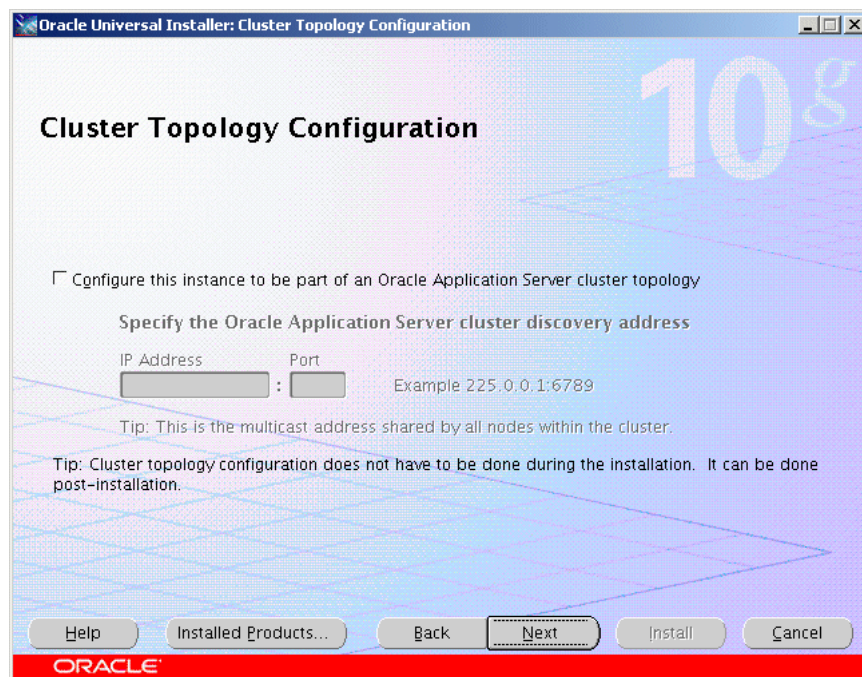 Oracle Universal Installer: Cluster Topology Configuration
10g
Cluster Topology Configuration
Configure this instance to be part of an Oracle Application Server cluster topology
Specify the Oracle Application Server cluster discovery address
IP Address Port
: Example 225.0.0.1:6789
Tip: This is the multicast address shared by all nodes within the cluster.
Tip: Cluster topology configuration does not have to be done during the installation. It can be done
post-installation.
Help Installed Products... Back Next Install Cancel
ORACLE